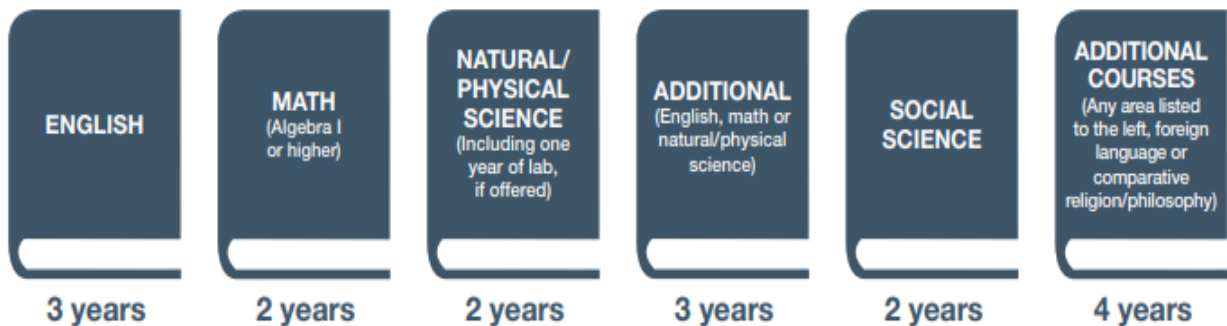 ENGLISH
3 years
MATH
(Algebra I
or higher)
2 years
NATURAL/
PHYSICAL
SCIENCE
(Including one
year of lab,
if offered)
2 years
ADDITIONAL
(English, math or
natural/physical
science)
3 years
SOCIAL
SCIENCE
2 years
ADDITIONAL
COURSES
(Any area listed
to the left, foreign
language or
comparative
religion/philosophy)
4 years